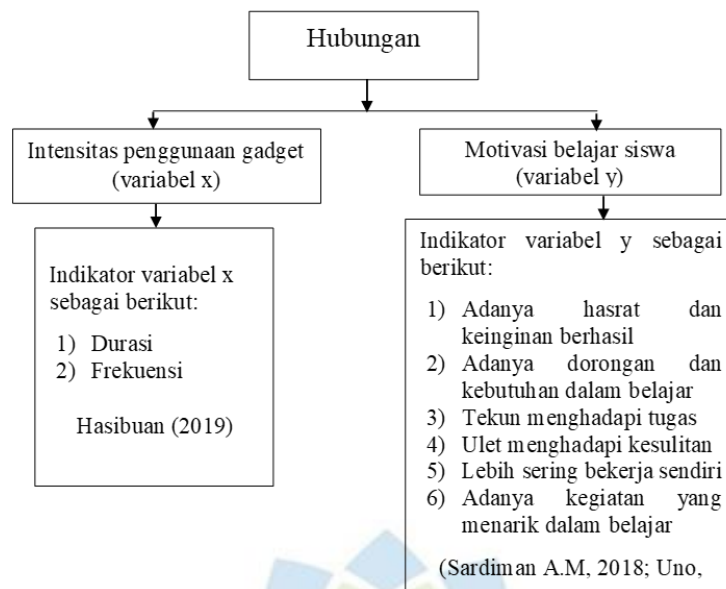 Hubungan
Intensitas penggunaan gadget
(variabel x)
Motivasi belajar siswa
(variabel y)
Indikator variabel x
sebagai berikut:
1) Durasi
2) Frekuensi
Hasibuan (2019)
Indikator variabel y sebagai
berikut:
1) Adanya hasrat dan
keinginan berhasil
2) Adanya dorongan dan
kebutuhan dalam belajar
3) Tekun menghadapi tugas
4) Ulet menghadapi kesulitan
5) Lebih sering bekerja sendiri
6) Adanya kegiatan yang
menarik dalam belajar
(Sardiman A.M, 2018; Uno,